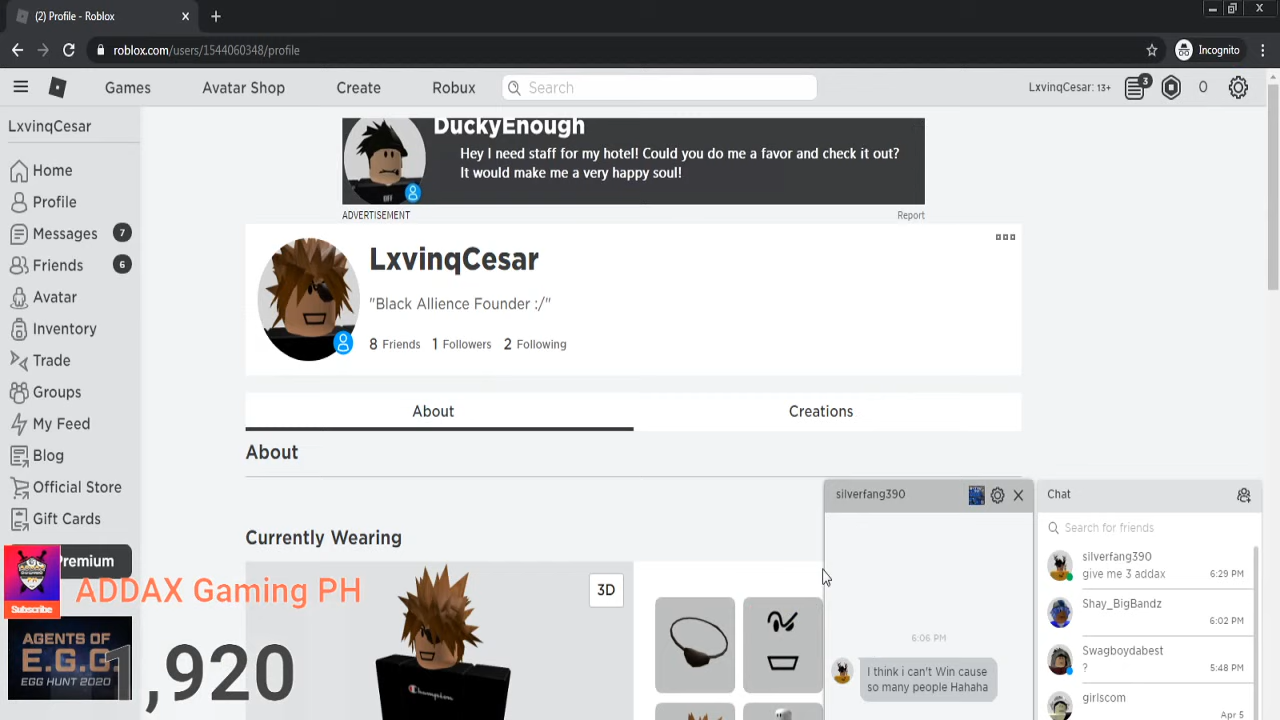 (2) Profile - Roblox
roblox.com/users/1544060348/profile
Incognito
Games
Avatar Shop
Create
Robux
Search
LxvinqCesar: 13+
3
0
LxvinqCesar
Home
Profile
Messages 7
Friends 6
Avatar
Inventory
Trade
Groups
My Feed
Blog
Official Store
Gift Cards
Premium
DuckyEnough
Hey I need staff for my hotel! Could you do me a favor and check it out?
It would make me a very happy soul!
ADVERTISEMENT
Report
LxvinqCesar
"Black Allience Founder :/"
8 Friends 1 Followers 2 Following
About
Creations
About
Currently Wearing
3D
Champion
silverfang390
6:06 PM
I think i can't Win cause
so many people Hahaha
Chat
Search for friends
silverfang390
give me 3 addax 6:29 PM
Shay_BigBandz
6:02 PM
Swagboydabest
? 5:48 PM
girlscom
Apr 5
Subscribe
ADDAX Gaming PH
AGENTS OF
E.G.G.
EGG HUNT 2020
1,920